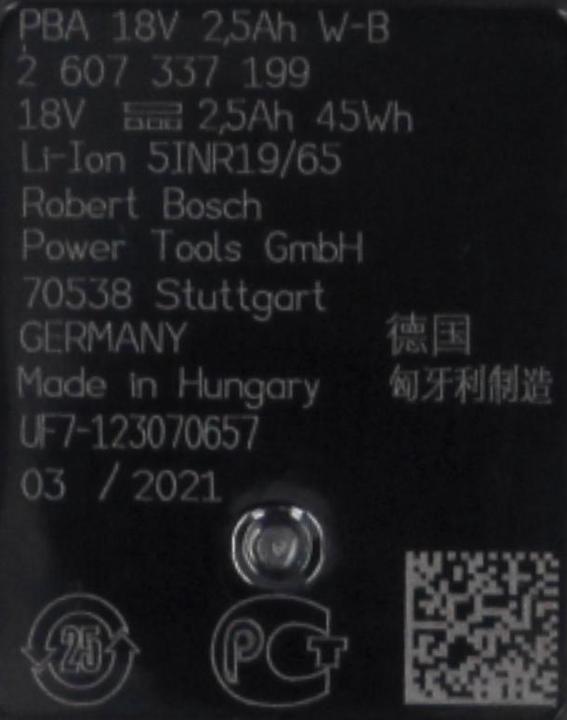 PBA 18V 2,5Ah W-B
2 607 337 199
18V ⎓ 2,5Ah 45Wh
Li-Ion 5INR19/65
Robert Bosch
Power Tools GmbH
70538 Stuttgart
GERMANY 德国
Made in Hungary 匈牙利制造
UF7-123070657
03 / 2021
25
РСТ